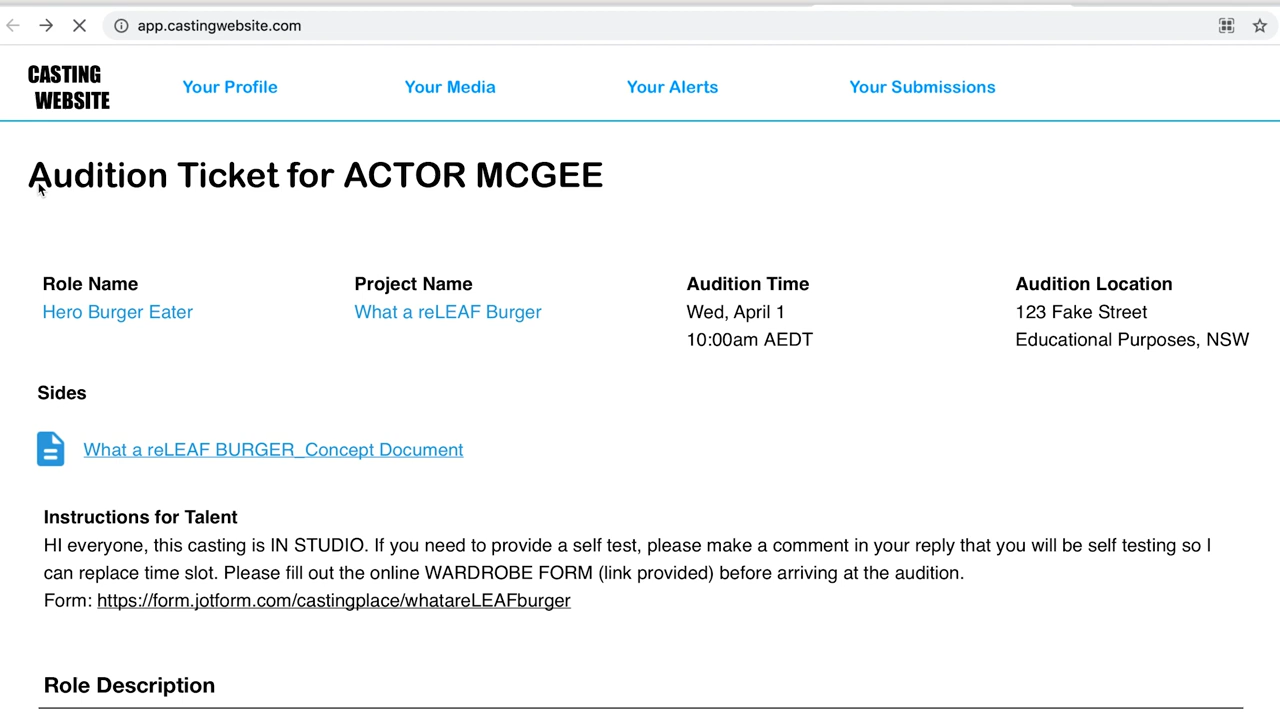 app.castingwebsite.com
CASTING
WEBSITE
Your Profile
Your Media
Your Alerts
Your Submissions
Audition Ticket for ACTOR MCGEE
Role Name
Hero Burger Eater
Project Name
What a reLEAF Burger
Audition Time
Wed, April 1
10:00am AEDT
Audition Location
123 Fake Street
Educational Purposes, NSW
Sides
What a reLEAF BURGER_Concept Document
Instructions for Talent
HI everyone, this casting is IN STUDIO. If you need to provide a self test, please make a comment in your reply that you will be self testing so I
can replace time slot. Please fill out the online WARDROBE FORM (link provided) before arriving at the audition.
Form: https://form.jotform.com/castingplace/whatareLEAFburger
Role Description